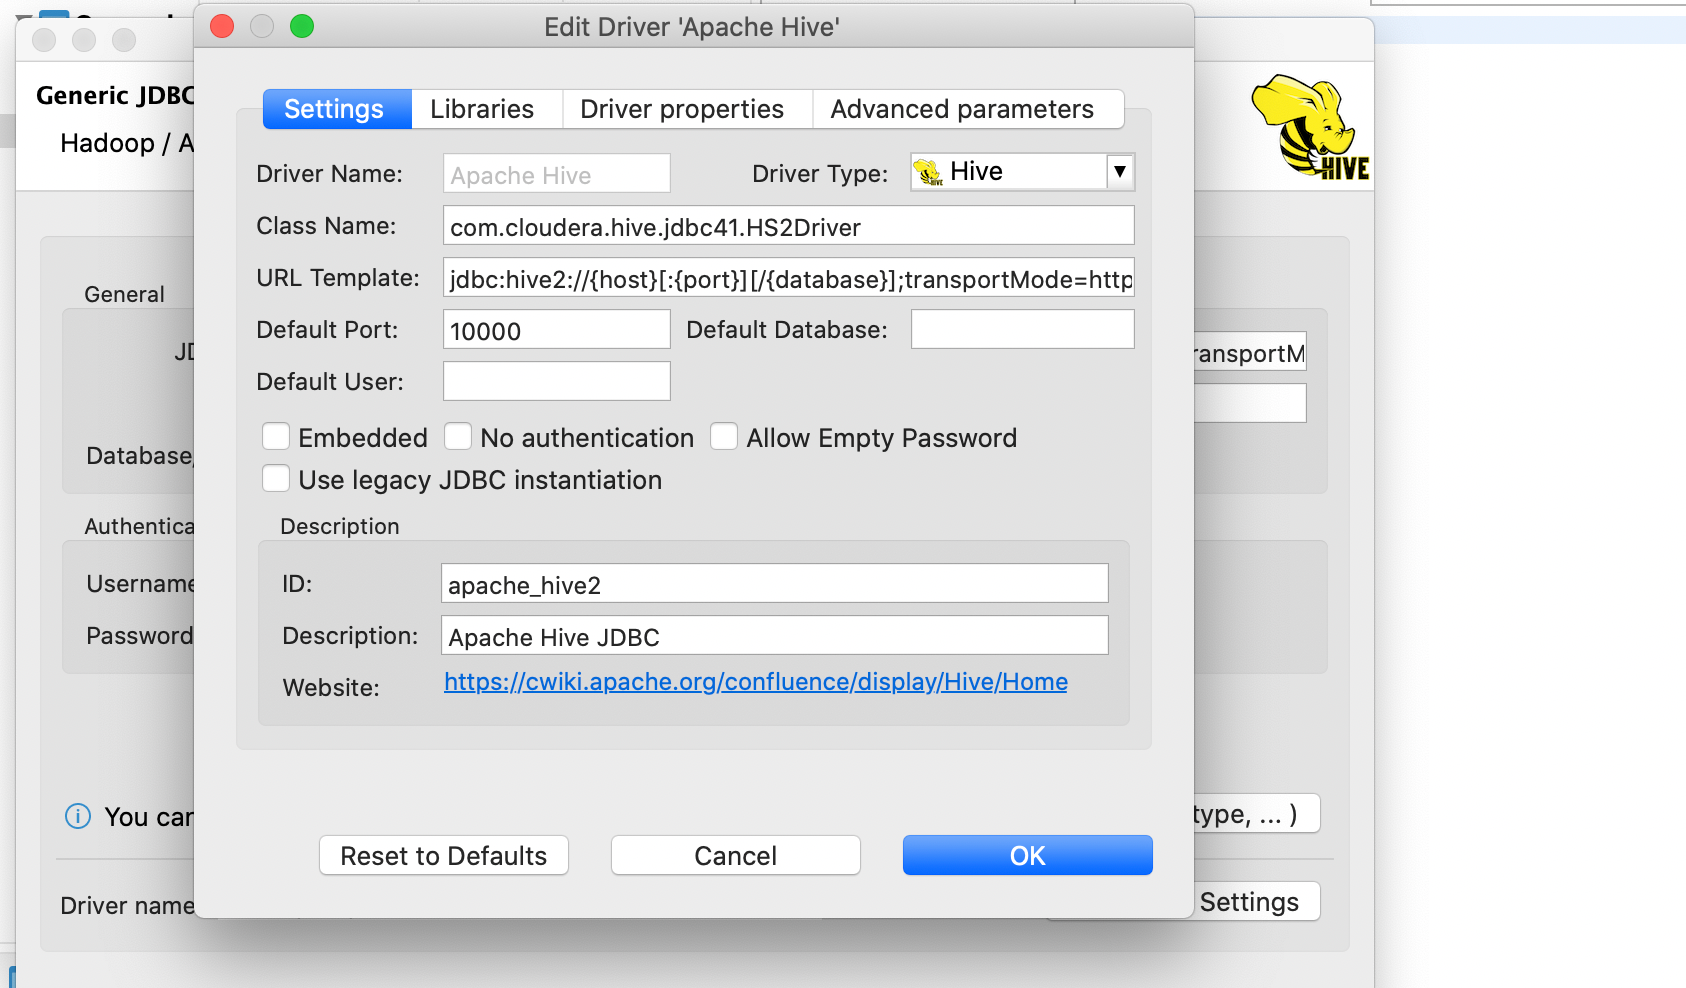 Edit Driver 'Apache Hive'
Generic JDBC
Hadoop / A
HIVE
Settings
Libraries
Driver properties
Advanced parameters
Driver Name:
Apache Hive
Driver Type:
Hive
Class Name:
com.cloudera.hive.jdbc41.HS2Driver
URL Template:
jdbc:hive2://{host}[:{port}][/{database}];transportMode=http
Default Port:
10000
Default Database:
Default User:
Embedded
No authentication
Allow Empty Password
Use legacy JDBC instantiation
Description
ID:
apache_hive2
Description:
Apache Hive JDBC
Website:
https://cwiki.apache.org/confluence/display/Hive/Home
Reset to Defaults
Cancel
OK
General
JD
ransportM
Database/
Authentica
Username
Password
You can
type, ... )
Driver name
Settings